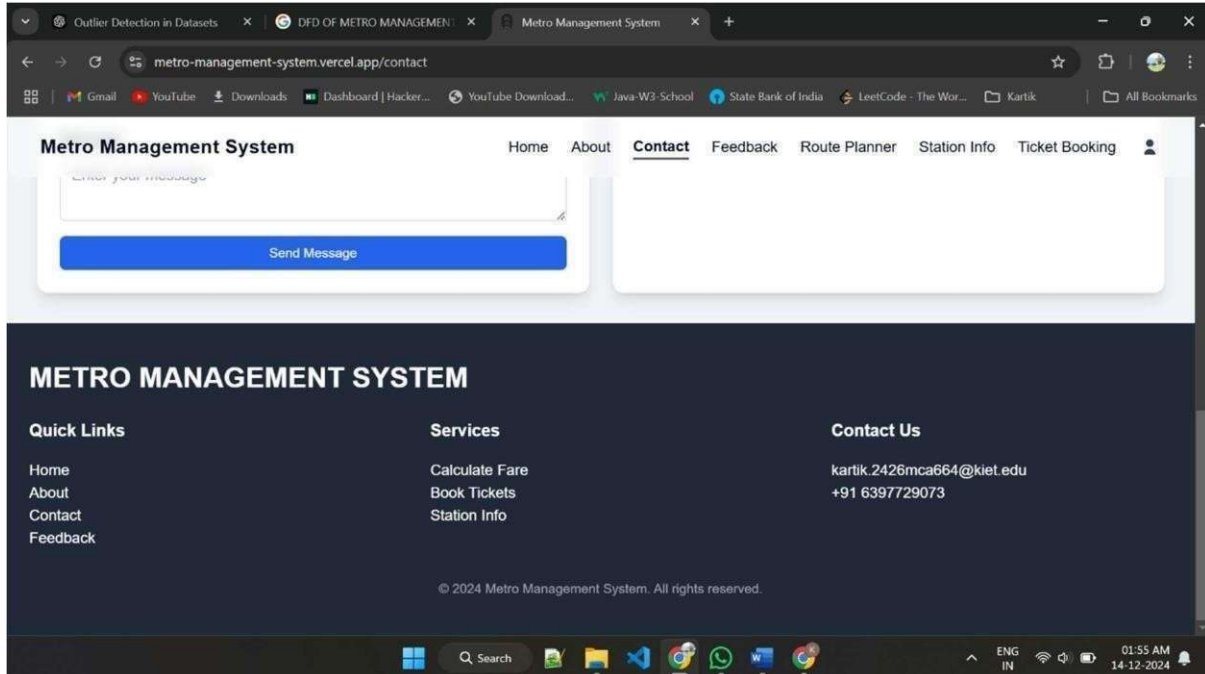 Outlier Detection in Datasets
DFD OF METRO MANAGEMENT
Metro Management System
metro-management-system.vercel.app/contact
Gmail
YouTube
Downloads
Dashboard | Hacker...
YouTube Download...
Java-W3-School
State Bank of India
LeetCode - The Wor...
Kartik
All Bookmarks
Metro Management System
Home About Contact Feedback Route Planner Station Info Ticket Booking
Enter your message
Send Message
METRO MANAGEMENT SYSTEM
Quick Links
Home
About
Contact
Feedback
Services
Calculate Fare
Book Tickets
Station Info
Contact Us
kartik.2426mca664@kiet.edu
+91 6397729073
© 2024 Metro Management System. All rights reserved.
Search
ENG
IN
01:55 AM
14-12-2024